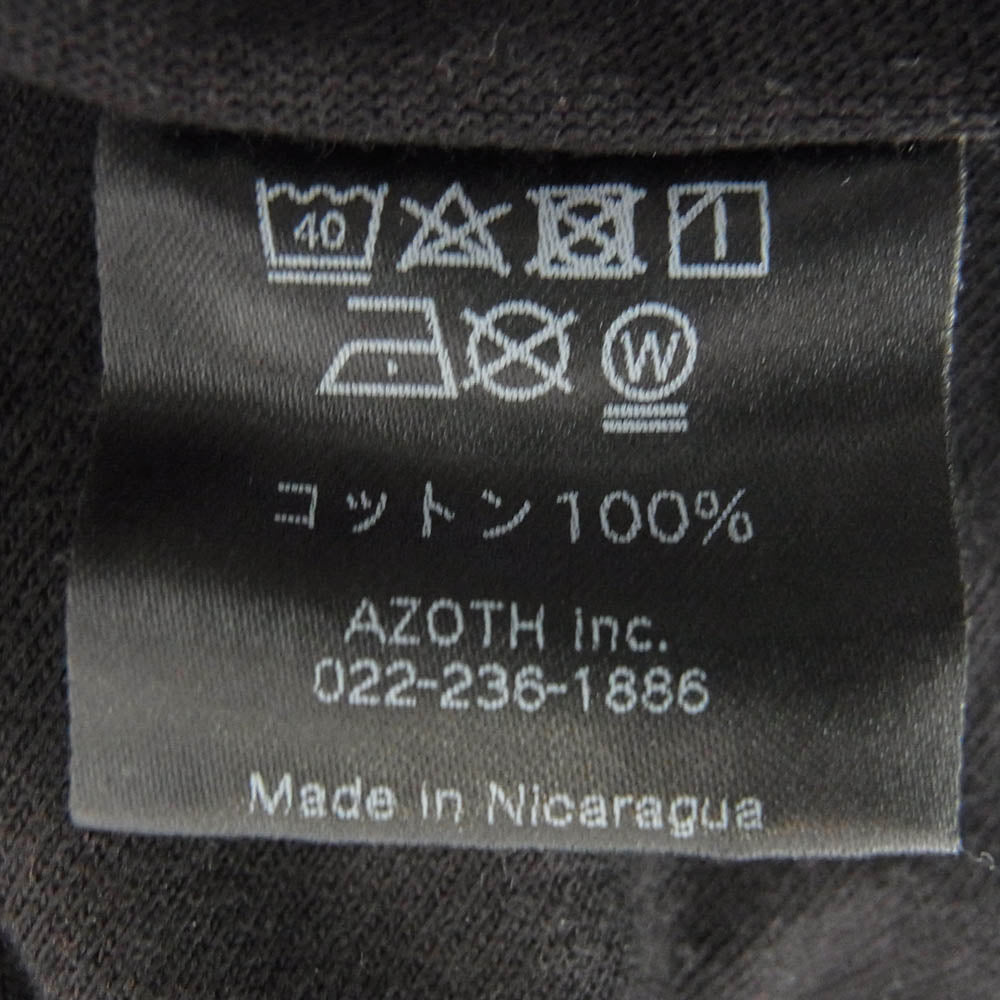 40
W
コットン100%
AZOTH inc.
022-236-1886
Made in Nicaragua